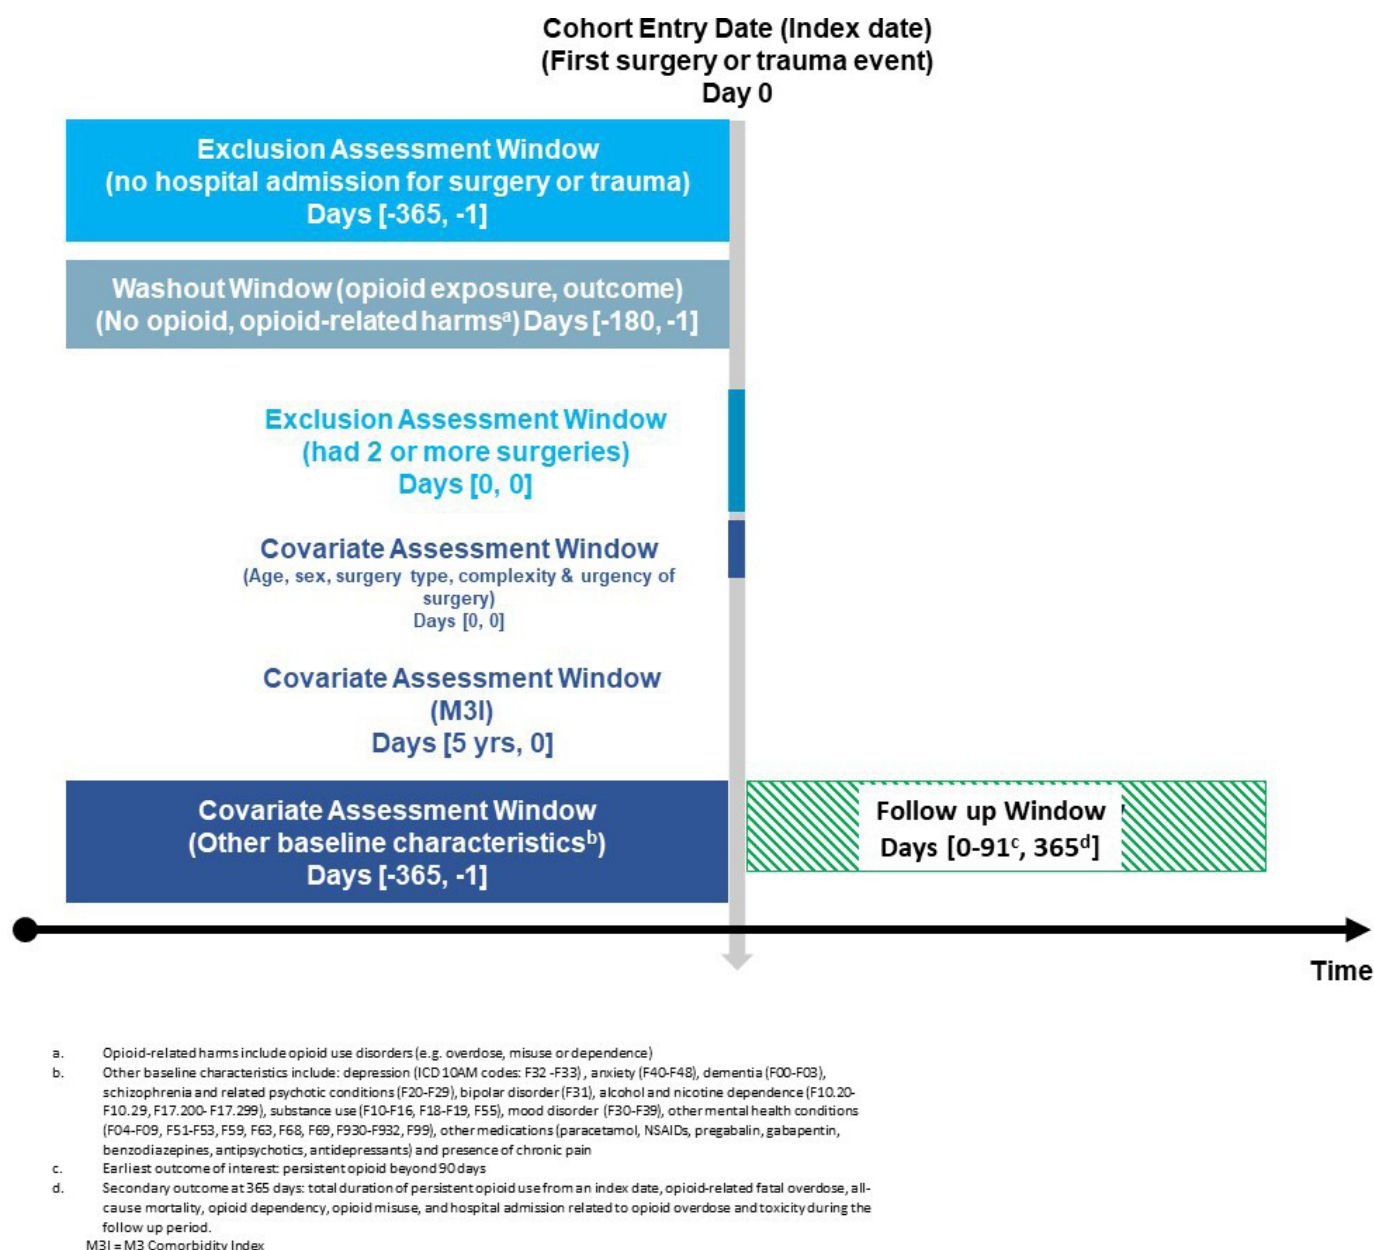 Cohort Entry Date (Index date)
(First surgery or trauma event)
Day 0
Exclusion Assessment Window
(no hospital admission for surgery or trauma)
Days [-365, -1]
Washout Window (opioid exposure, outcome)
(No opioid, opioid-related harmsᵃ) Days [-180, -1]
Exclusion Assessment Window
(had 2 or more surgeries)
Days [0, 0]
Covariate Assessment Window
(Age, sex, surgery type, complexity & urgency of
surgery)
Days [0, 0]
Covariate Assessment Window
(M3I)
Days [5 yrs, 0]
Covariate Assessment Window
(Other baseline characteristicsᵇ)
Days [-365, -1]
Follow up Window
Days [0-91ᶜ, 365ᵈ]
Time
a. Opioid-related harms include opioid use disorders (e.g. overdose, misuse or dependence)
b. Other baseline characteristics include: depression (ICD 10AM codes: F32 -F33) , anxiety (F40-F48), dementia (F00-F03),
schizophrenia and related psychotic conditions (F20-F29), bipolar disorder (F31), alcohol and nicotine dependence (F10.20-
F10.29, F17.200- F17.299), substance use (F10-F16, F18-F19, F55), mood disorder (F30-F39), other mental health conditions
(F04-F09, F51-F53, F59, F63, F68, F69, F930-F932, F99), other medications (paracetamol, NSAIDs, pregabalin, gabapentin,
benzodiazepines, antipsychotics, antidepressants) and presence of chronic pain
c. Earliest outcome of interest: persistent opioid beyond 90 days
d. Secondary outcome at 365 days: total duration of persistent opioid use from an index date, opioid-related fatal overdose, all-
cause mortality, opioid dependency, opioid misuse, and hospital admission related to opioid overdose and toxicity during the
follow up period.
M3I = M3 Comorbidity Index